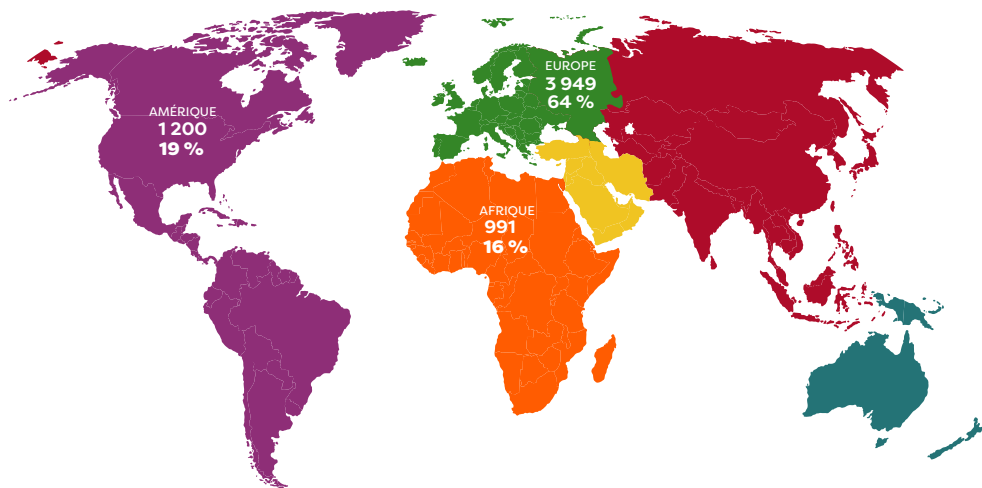 AMÉRIQUE
1 200
19 %
EUROPE
3 949
64 %
AFRIQUE
991
16 %